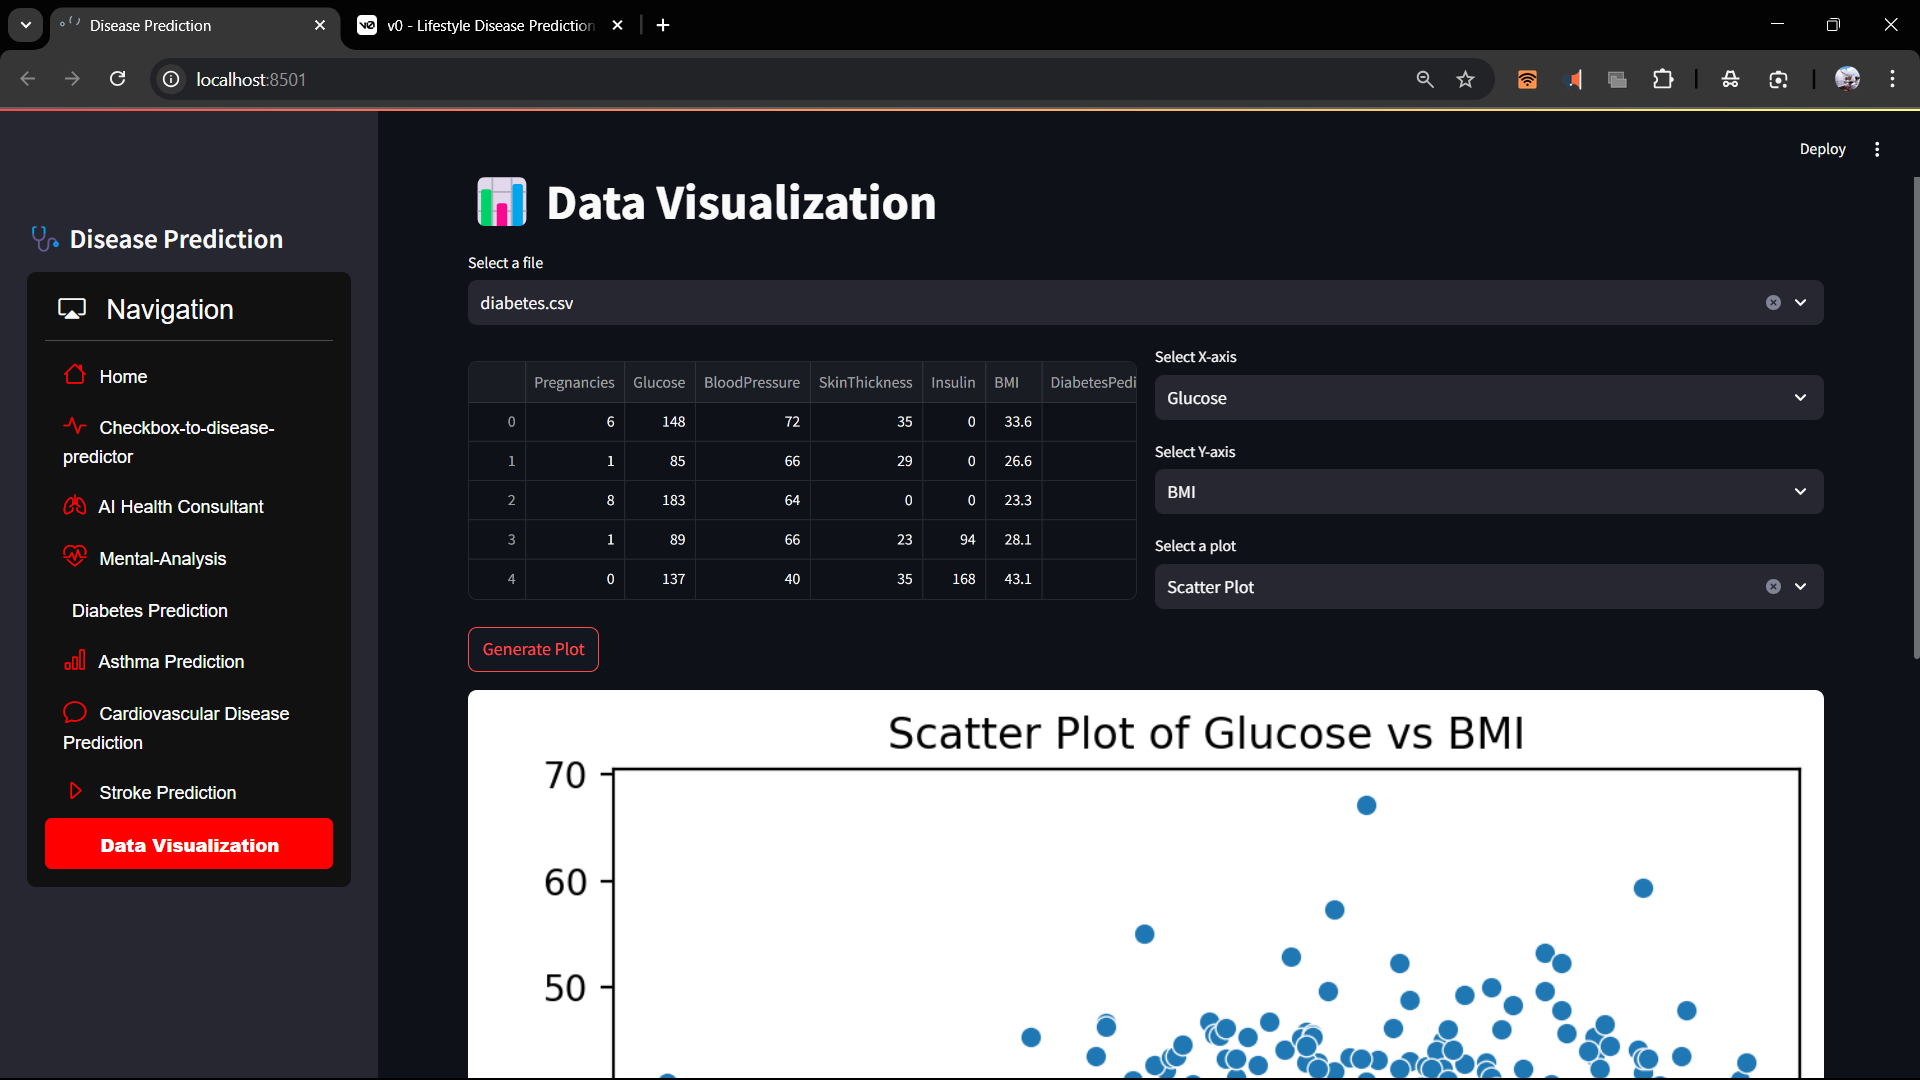 Disease Prediction
v0 - Lifestyle Disease Prediction
localhost:8501
Deploy
Disease Prediction
Navigation
Home
Checkbox-to-disease-
predictor
AI Health Consultant
Mental-Analysis
Diabetes Prediction
Asthma Prediction
Cardiovascular Disease
Prediction
Stroke Prediction
Data Visualization
Data Visualization
Select a file
diabetes.csv
Pregnancies Glucose BloodPressure SkinThickness Insulin BMI DiabetesPedi
0 6 148 72 35 0 33.6
1 1 85 66 29 0 26.6
2 8 183 64 0 0 23.3
3 1 89 66 23 94 28.1
4 0 137 40 35 168 43.1
Select X-axis
Glucose
Select Y-axis
BMI
Select a plot
Scatter Plot
Generate Plot
Scatter Plot of Glucose vs BMI
70
60
50